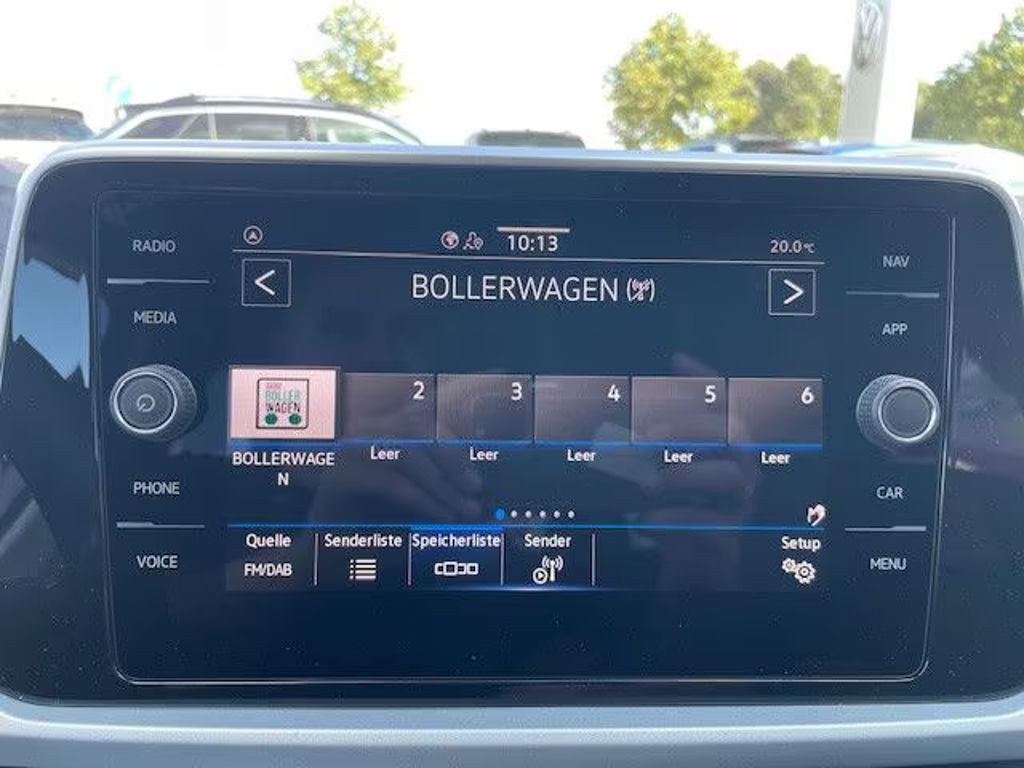 RADIO
MEDIA
PHONE
VOICE
10:13
20.0°C
< BOLLERWAGEN >
BOLLER
WAGEN
2
3
4
5
6
BOLLERWAGE
N
Leer
Leer
Leer
Leer
Leer
Quelle
FM/DAB
Senderliste
Speicherliste
Sender
Setup
NAV
APP
CAR
MENU